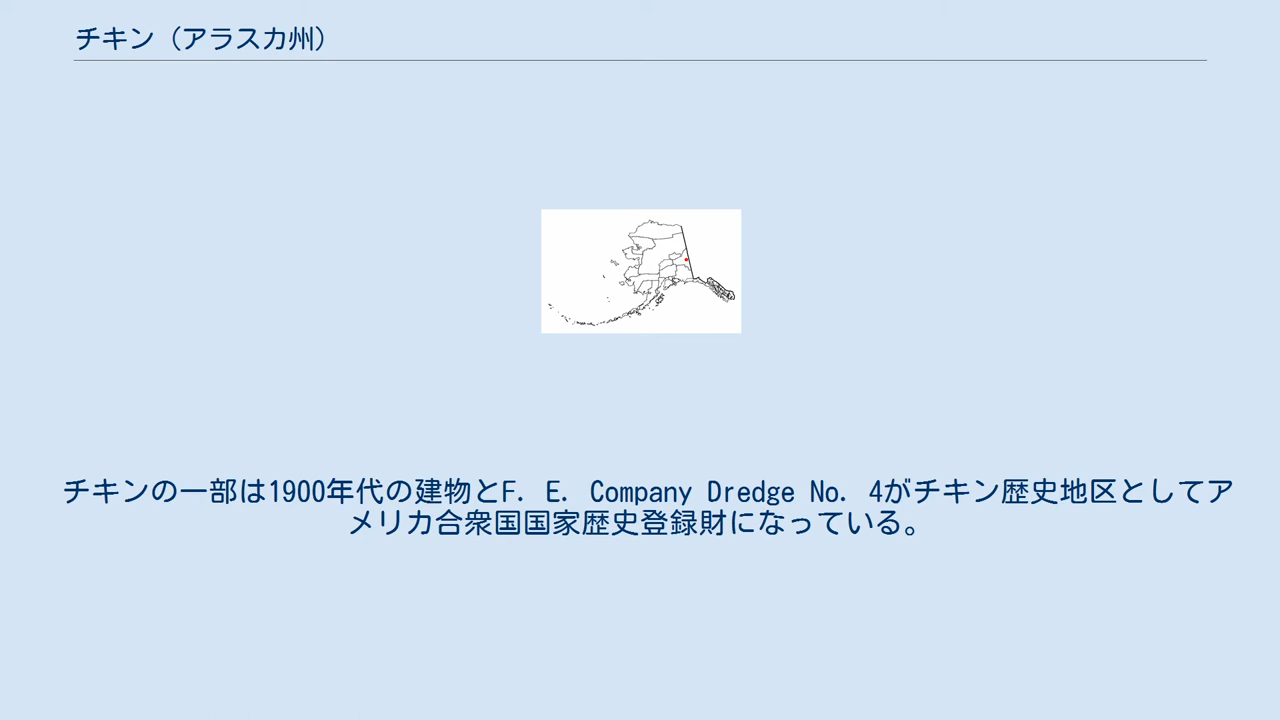 チキン（アラスカ州）
チキンの一部は1900年代の建物とF. E. Company Dredge No. 4がチキン歴史地区としてア
メリカ合衆国国家歴史登録財になっている。